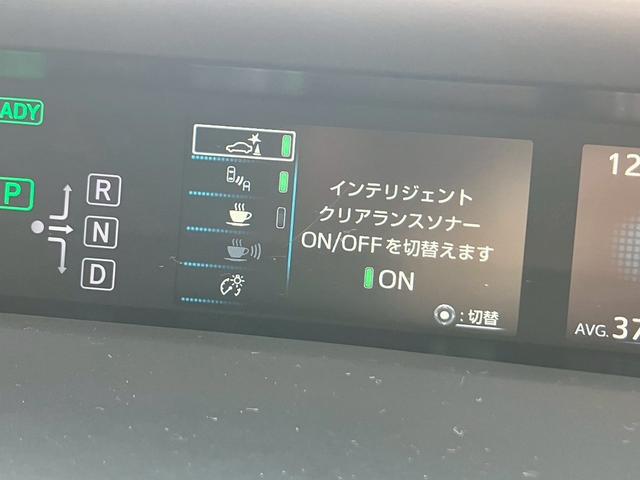 EADY
P
R
N
D
A
インテリジェント
クリアランスソナー
ON/OFFを切替えます
ON
:切替
12
AVG. 37